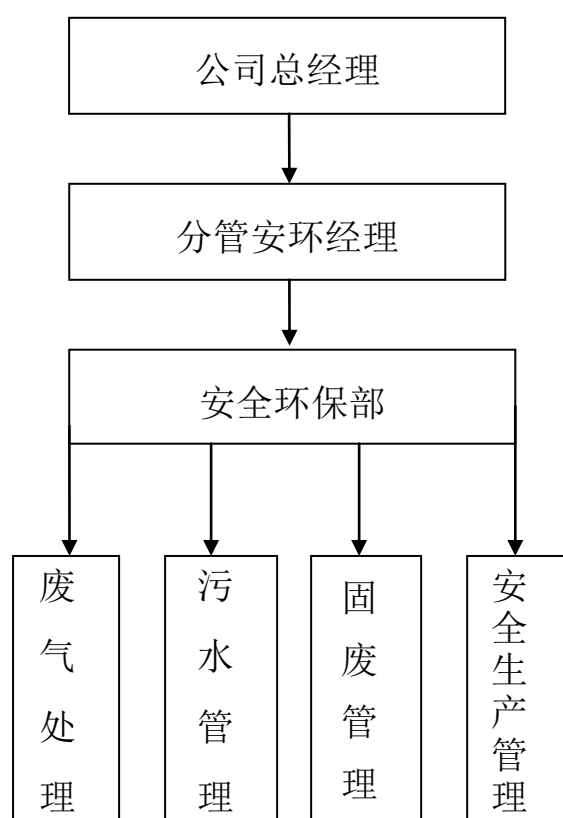 公司总经理
分管安环经理
安全环保部
废气处理
污水管理
固废管理
安全生产管理